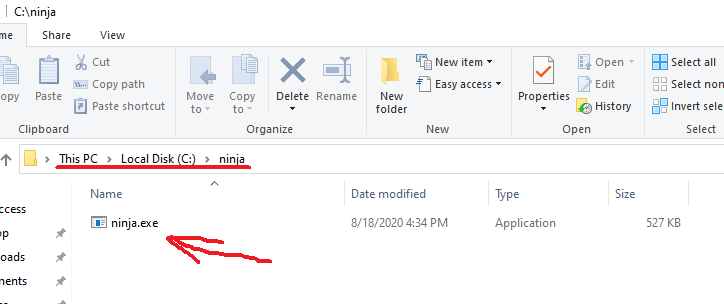 C:\ninja
me Share View
Cut
Copy path
Paste shortcut
opy Paste
Clipboard
Move to
Copy to
Delete
Rename
Organize
New folder
New item
Easy access
New
Properties
Open
Edit
History
Open
Select all
Select non
Invert sele
Select
This PC > Local Disk (C:) > ninja
Name Date modified Type Size
ninja.exe 8/18/2020 4:34 PM Application 527 KB
ccess
op
loads
ments